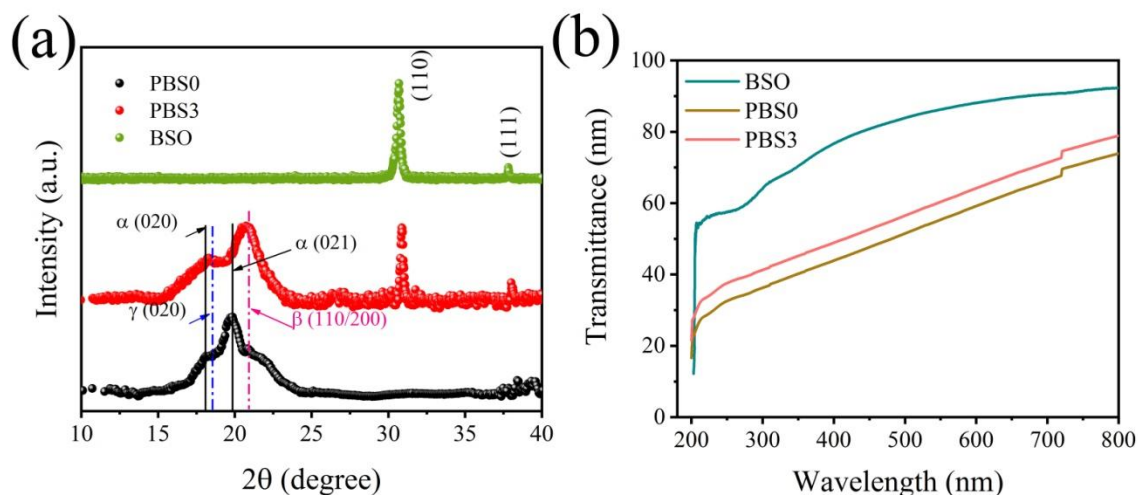 (a)
PBS0
PBS3
BSO
(110)
(111)
α (020)
α (021)
γ (020)
β (110/200)
Intensity (a.u.)
10 15 20 25 30 35 40
2θ (degree)
(b)
100
80
60
40
20
0
BSO
PBS0
PBS3
Transmittance (nm)
200 300 400 500 600 700 800
Wavelength (nm)